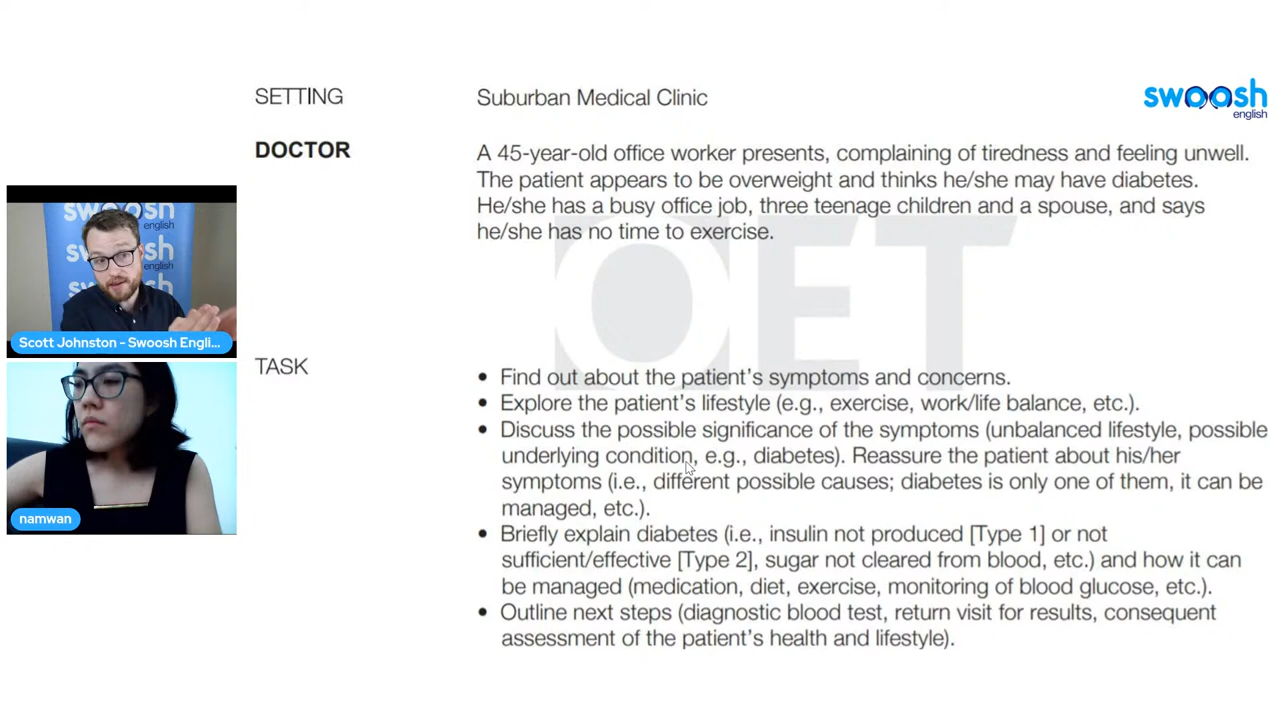 SETTING
Suburban Medical Clinic
swoosh
english
DOCTOR
A 45-year-old office worker presents, complaining of tiredness and feeling unwell.
The patient appears to be overweight and thinks he/she may have diabetes.
He/she has a busy office job, three teenage children and a spouse, and says
he/she has no time to exercise.
OET
swoosh
english
swoosh
english
Scott Johnston - Swoosh Engli...
namwan
TASK
• Find out about the patient's symptoms and concerns.
• Explore the patient's lifestyle (e.g., exercise, work/life balance, etc.).
• Discuss the possible significance of the symptoms (unbalanced lifestyle, possible
underlying condition, e.g., diabetes). Reassure the patient about his/her
symptoms (i.e., different possible causes; diabetes is only one of them, it can be
managed, etc.).
• Briefly explain diabetes (i.e., insulin not produced [Type 1] or not
sufficient/effective [Type 2], sugar not cleared from blood, etc.) and how it can
be managed (medication, diet, exercise, monitoring of blood glucose, etc.).
• Outline next steps (diagnostic blood test, return visit for results, consequent
assessment of the patient's health and lifestyle).